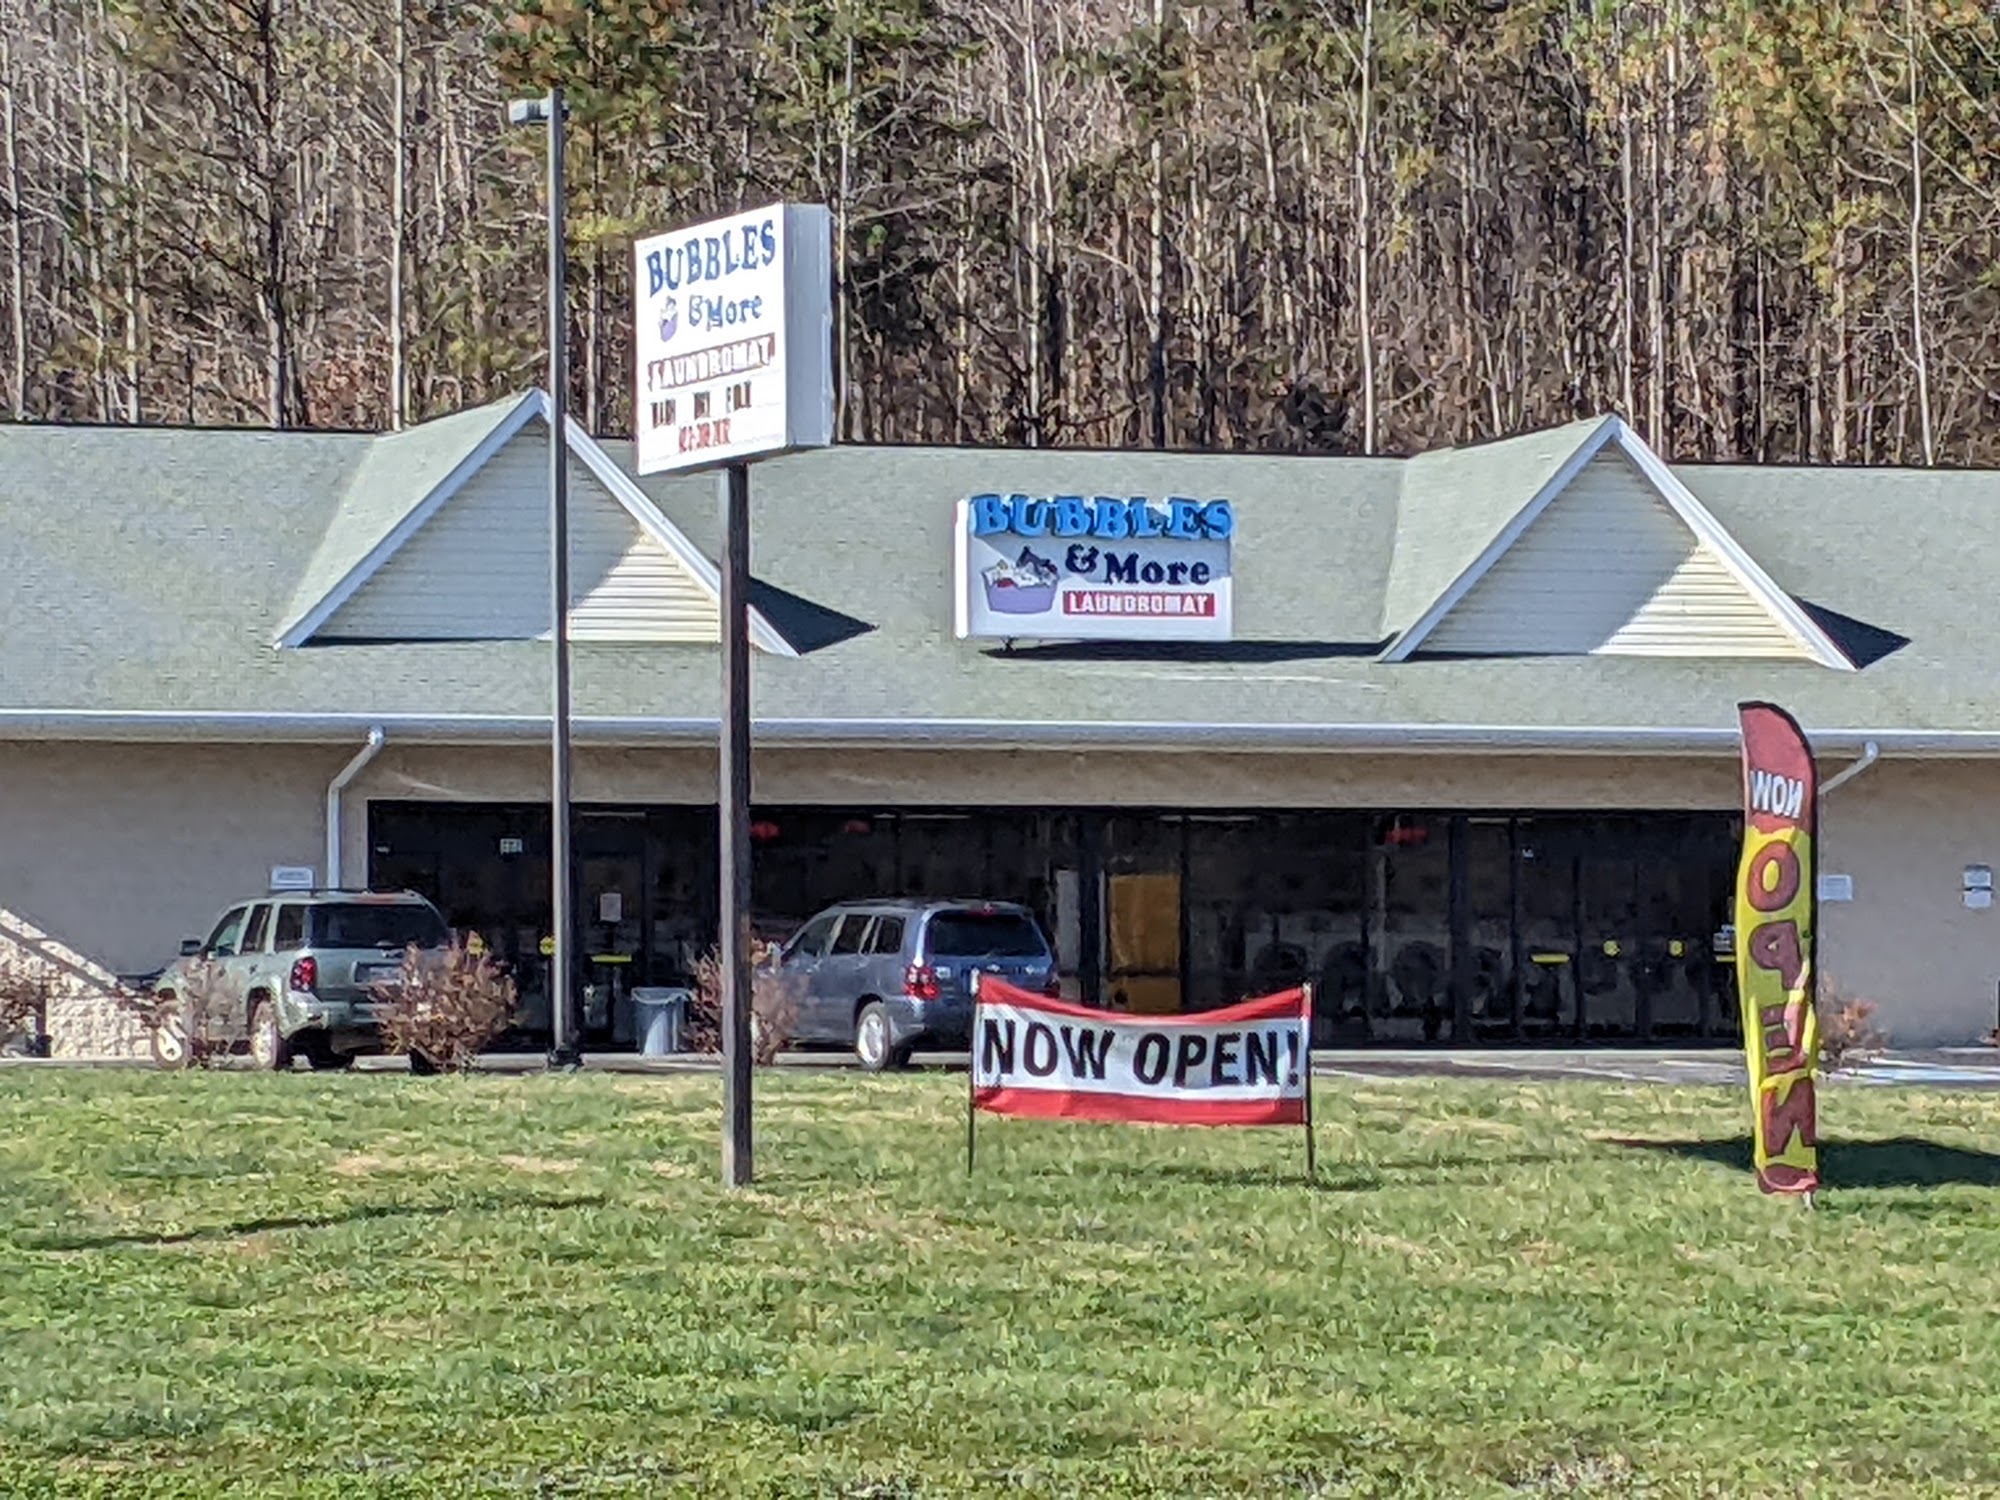 BUBBLES
& More
LAUNDROMAT
BUBBLES
& More
LAUNDROMAT
NOW OPEN!
NOW
OPEN!